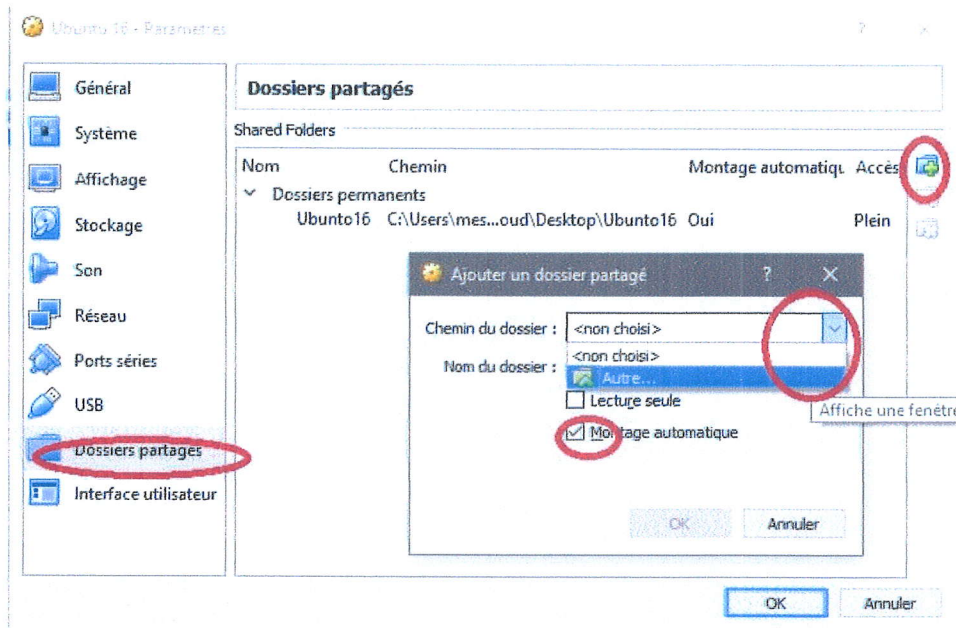 Ubuntu 16 - Paramètres
Général
Système
Affichage
Stockage
Son
Réseau
Ports séries
USB
Dossiers partagés
Interface utilisateur
Dossiers partagés
Shared Folders
Nom Chemin Montage automatiqu Accès
Dossiers permanents
Ubunto16 C:\Users\mes...oud\Desktop\Ubunto16 Oui Plein
Ajouter un dossier partagé ? ×
Chemin du dossier : <non choisi>
<non choisi>
Nom du dossier : Autre...
Lecture seule
Affiche une fenêtre
Montage automatique
OK Annuler
OK Annuler